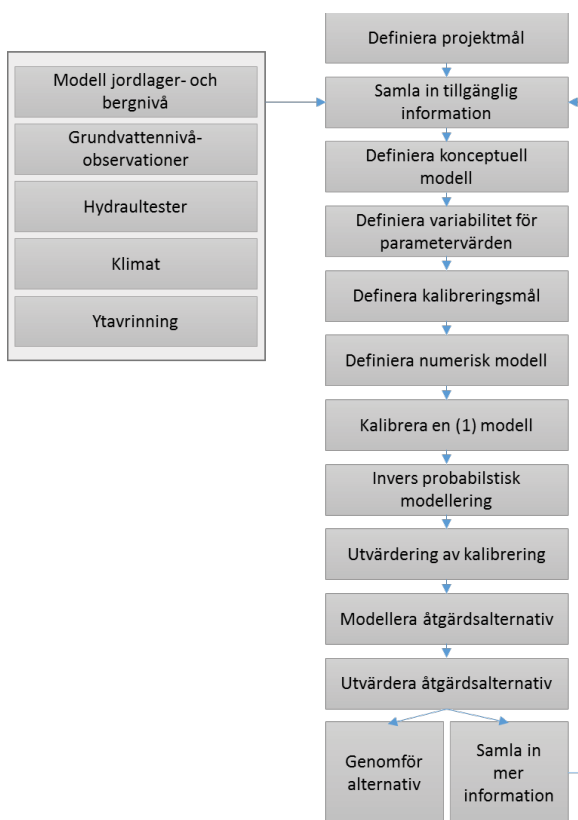 Modell jordlager- och
bergnivå
Grundvattennivå-
observationer
Hydraultester
Klimat
Ytavrinning
Definiera projektmål
Samla in tillgänglig
information
Definiera konceptuell
modell
Definiera variabilitet för
parametervärden
Definera kalibreringsmål
Definiera numerisk modell
Kalibrera en (1) modell
Invers probabilstisk
modellering
Utvärdering av kalibrering
Modellera åtgärdsalternativ
Utvärdera åtgärdsalternativ
Genomför
alternativ
Samla in
mer
information